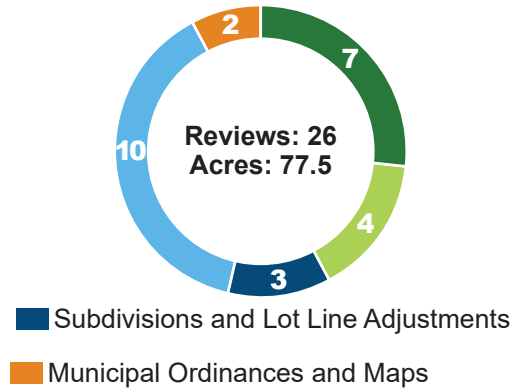 2
7
10
Reviews: 26
Acres: 77.5
4
3
Subdivisions and Lot Line Adjustments
Municipal Ordinances and Maps